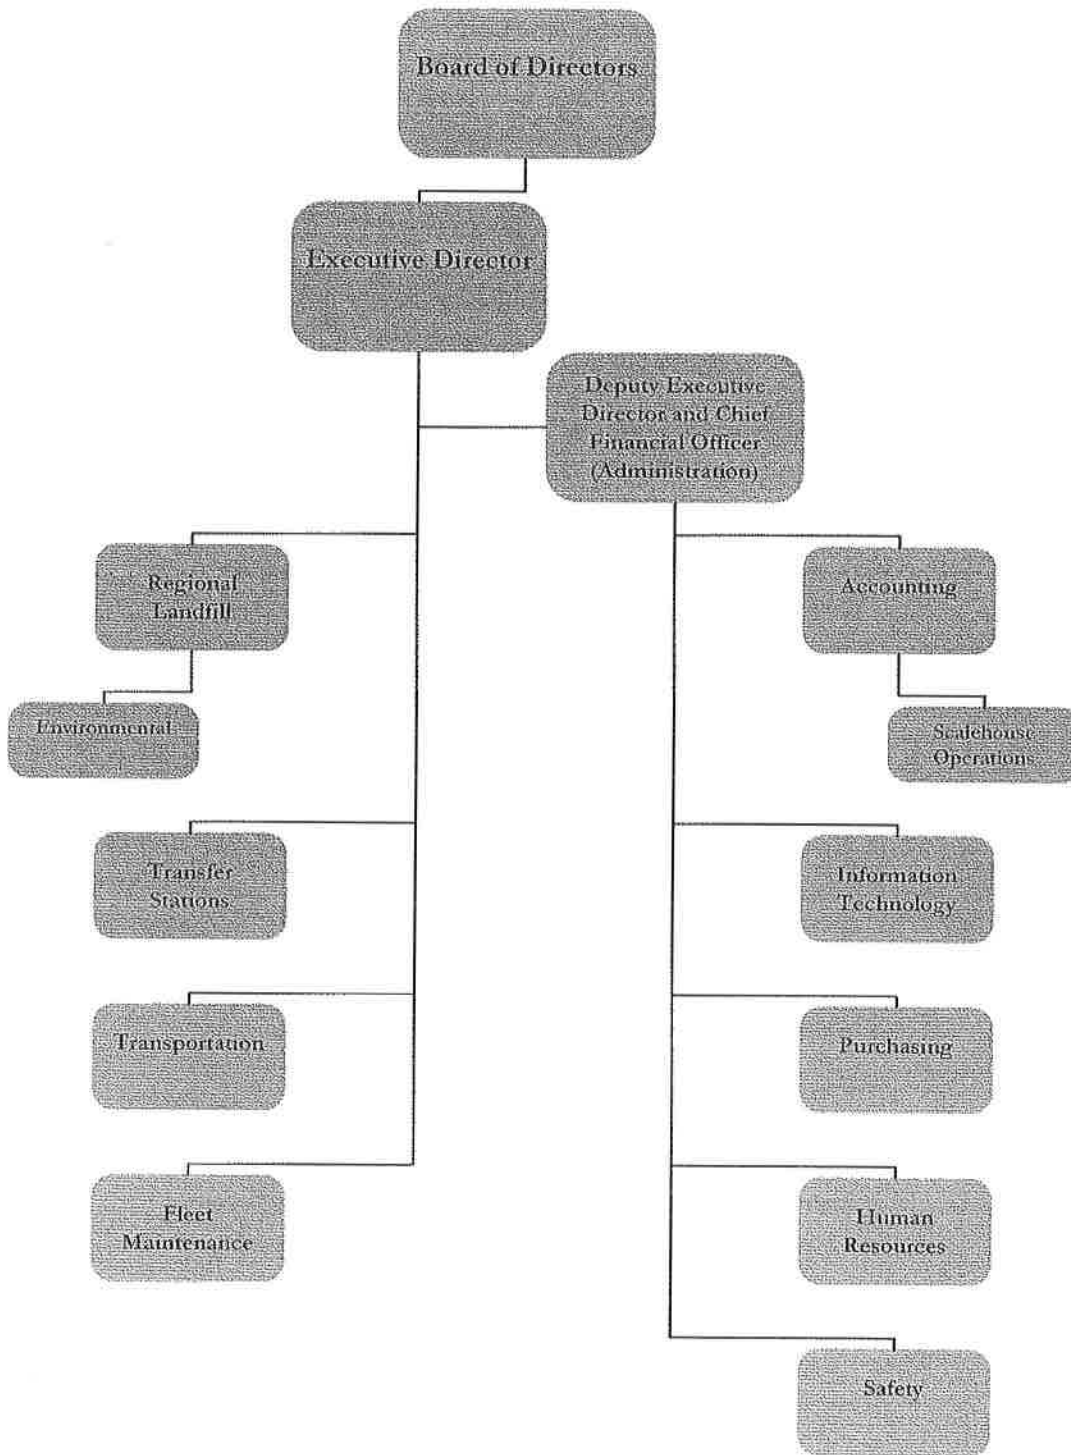 Board of Directors
Executive Director
Deputy Executive
Director and Chief
Financial Officer
(Administration)
Regional
Landfill
Accounting
Environmental
Scalehouse
Operations
Transfer
Stations
Information
Technology
Transportation
Purchasing
Fleet
Maintenance
Human
Resources
Safety